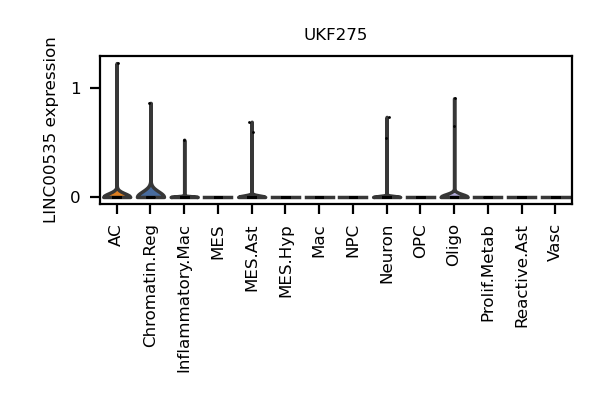 UKF275
LINC00535 expression
1
0
AC
Chromatin.Reg
Inflammatory.Mac
MES
MES.Ast
MES.Hyp
Mac
NPC
Neuron
OPC
Oligo
Prolif.Metab
Reactive.Ast
Vasc